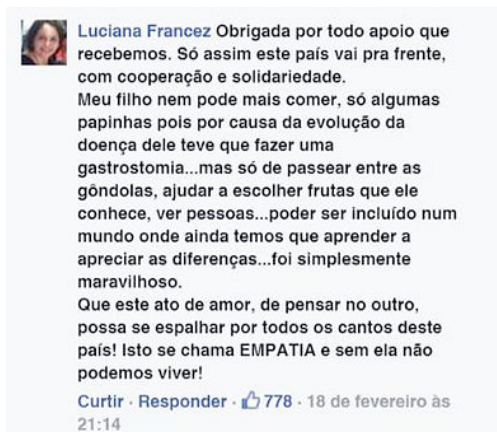 Luciana Francez Obrigada por todo apoio que
recebemos. Só assim este país vai pra frente,
com cooperação e solidariedade.
Meu filho nem pode mais comer, só algumas
papinhas pois por causa da evolução da
doença dele teve que fazer uma
gastrostomia...mas só de passear entre as
gôndolas, ajudar a escolher frutas que ele
conhece, ver pessoas...poder ser incluído num
mundo onde ainda temos que aprender a
apreciar as diferenças...foi simplesmente
maravilhoso.
Que este ato de amor, de pensar no outro,
possa se espalhar por todos os cantos deste
país! Isto se chama EMPATIA e sem ela não
podemos viver!
Curtir · Responder · 778 · 18 de fevereiro às
21:14